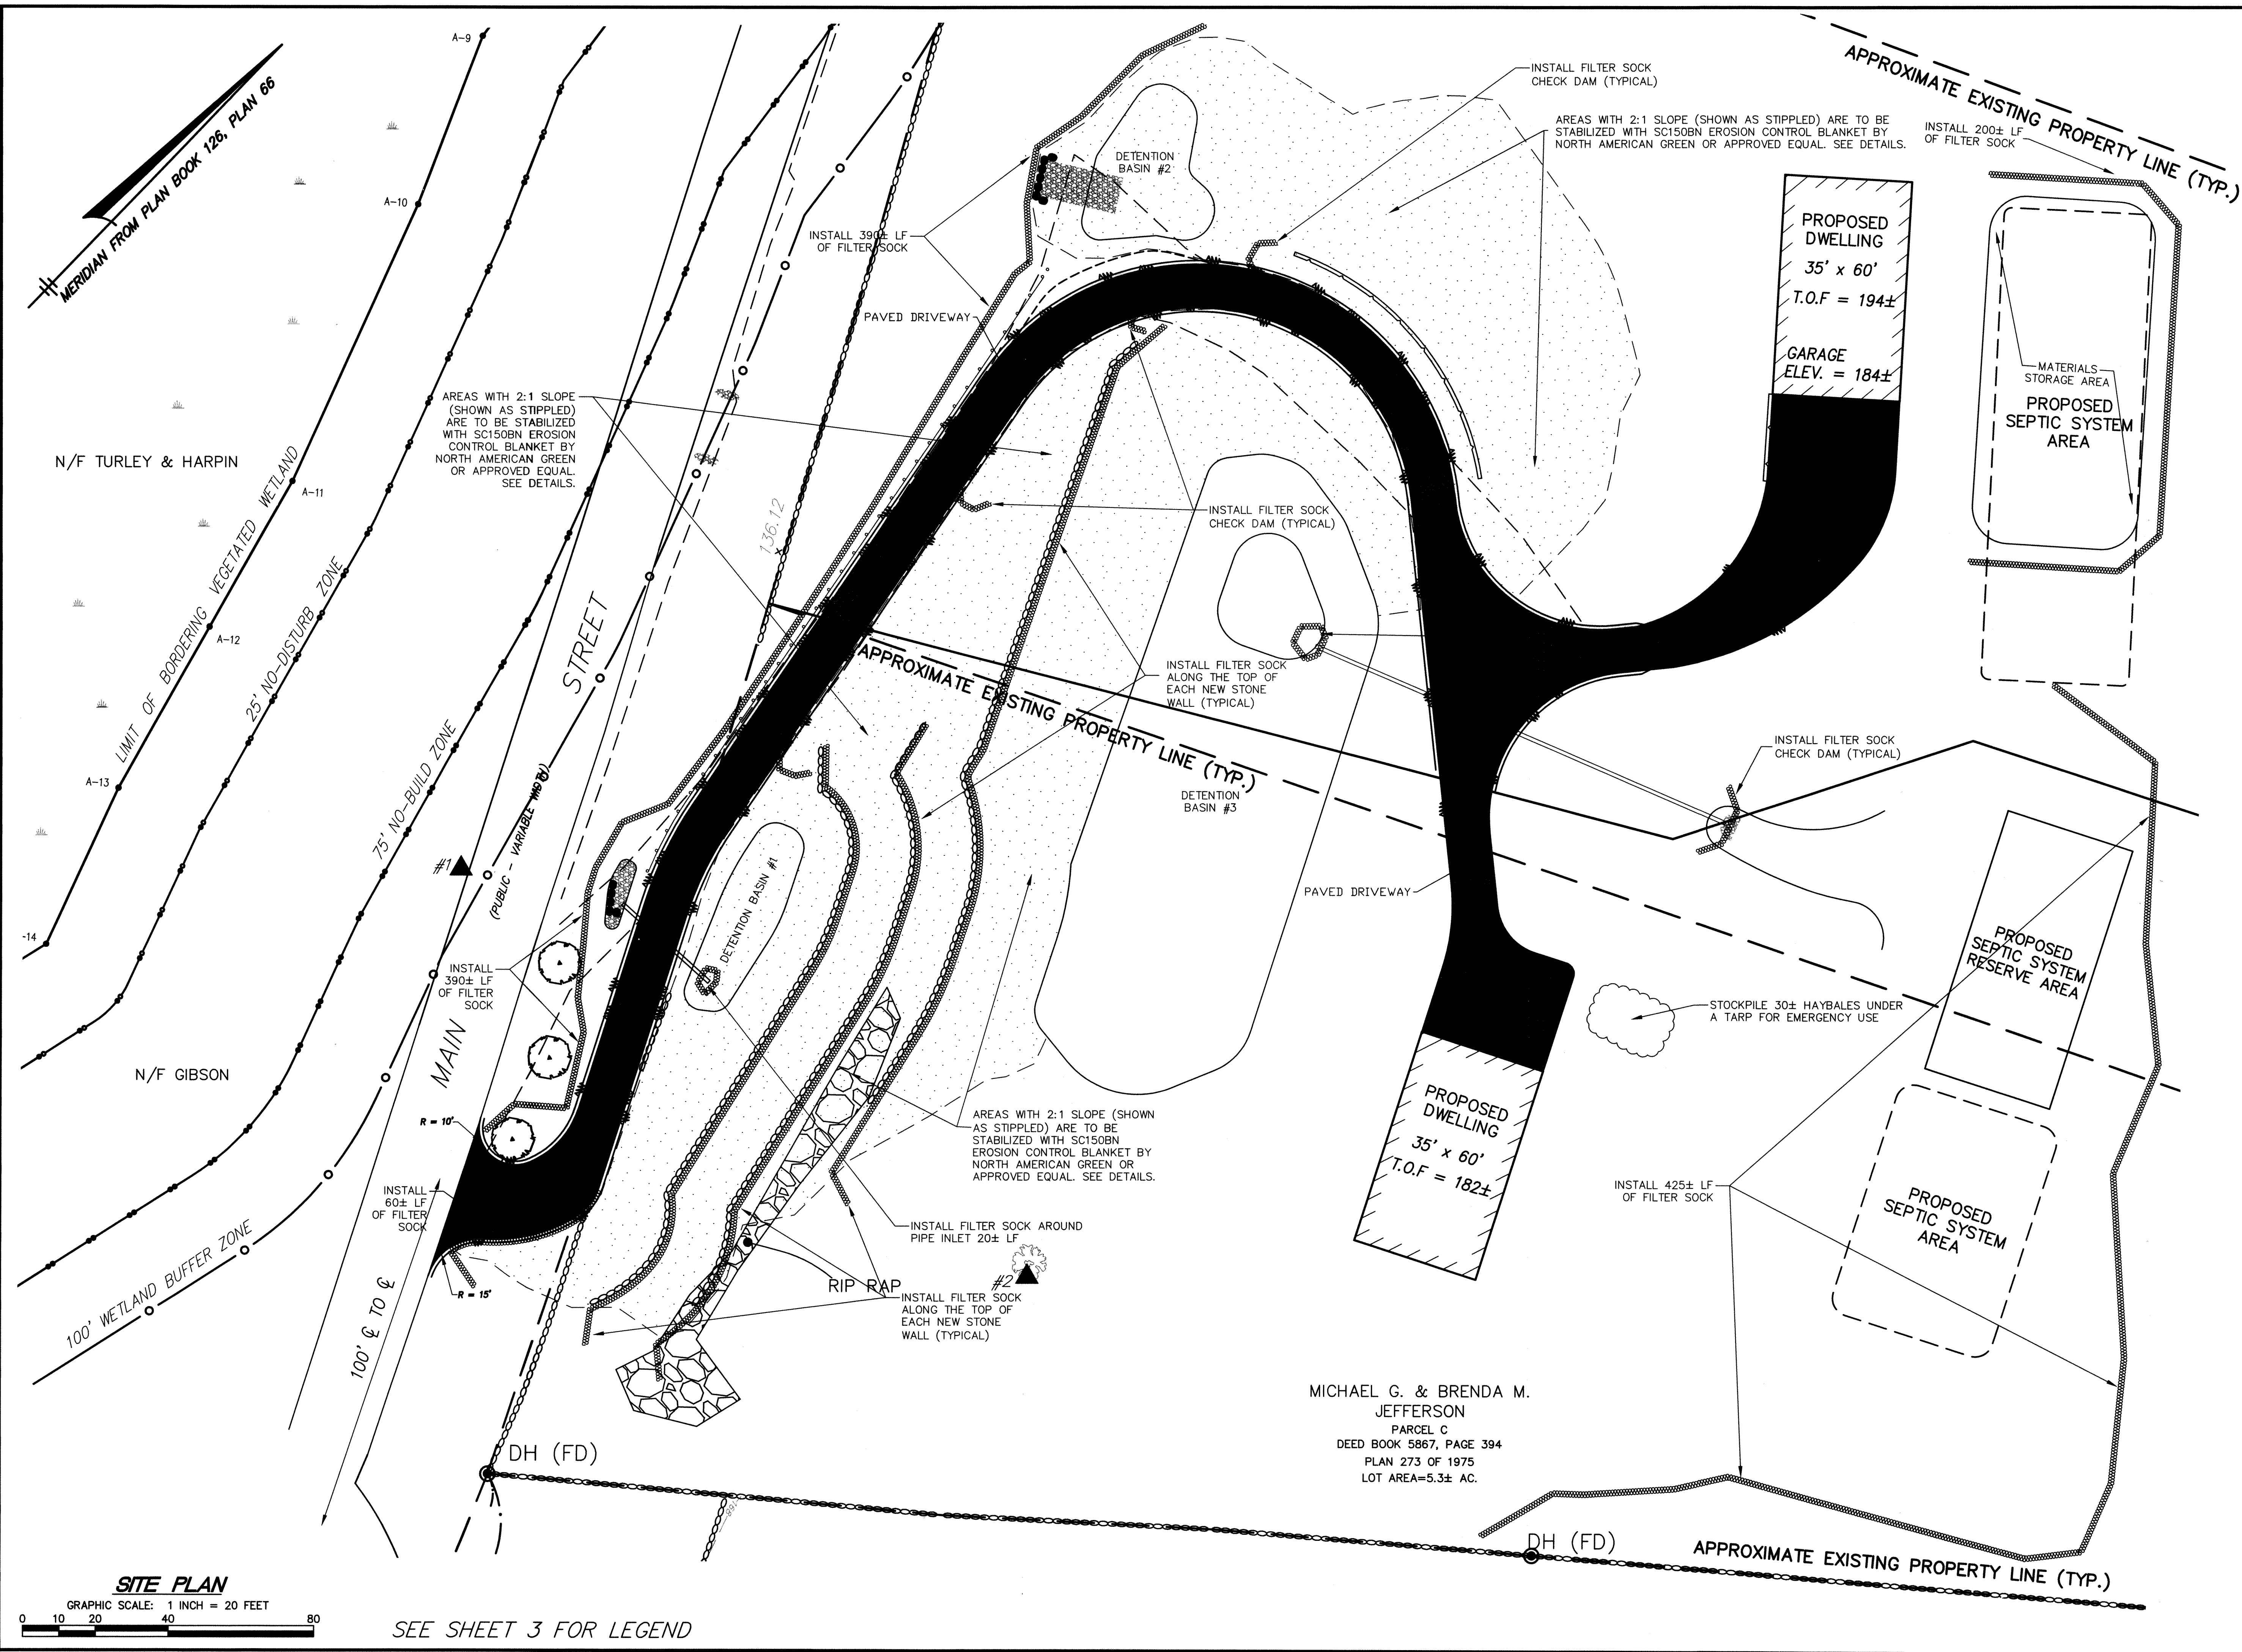 MERIDIAN FROM PLAN BOOK 126, PLAN 66
A-9
A-10
A-11
A-12
A-13
-14
N/F TURLEY & HARPIN
LIMIT OF BORDERING VEGETATED WETLAND
25' NO-DISTURB ZONE
75' NO-BUILD ZONE
100' WETLAND BUFFER ZONE
N/F GIBSON
MAIN
STREET
(PUBLIC - VARIABLE WIDTH)
#1
136.12
INSTALL FILTER SOCK
CHECK DAM (TYPICAL)
AREAS WITH 2:1 SLOPE (SHOWN AS STIPPLED) ARE TO BE
STABILIZED WITH SC150BN EROSION CONTROL BLANKET BY
NORTH AMERICAN GREEN OR APPROVED EQUAL. SEE DETAILS.
APPROXIMATE EXISTING PROPERTY LINE (TYP.)
INSTALL 200± LF
OF FILTER SOCK
DETENTION
BASIN #2
INSTALL 390± LF
OF FILTER SOCK
PAVED DRIVEWAY
PROPOSED
DWELLING
35' x 60'
T.O.F = 194±
GARAGE
ELEV. = 184±
MATERIALS
STORAGE AREA
PROPOSED
SEPTIC SYSTEM
AREA
AREAS WITH 2:1 SLOPE
(SHOWN AS STIPPLED)
ARE TO BE STABILIZED
WITH SC150BN EROSION
CONTROL BLANKET BY
NORTH AMERICAN GREEN
OR APPROVED EQUAL.
SEE DETAILS.
INSTALL FILTER SOCK
CHECK DAM (TYPICAL)
INSTALL FILTER SOCK
ALONG THE TOP OF
EACH NEW STONE
WALL (TYPICAL)
APPROXIMATE EXISTING PROPERTY LINE (TYP.)
DETENTION
BASIN #3
INSTALL FILTER SOCK
CHECK DAM (TYPICAL)
PAVED DRIVEWAY
DETENTION BASIN #1
INSTALL
390± LF
OF FILTER
SOCK
PROPOSED
SEPTIC SYSTEM
RESERVE AREA
STOCKPILE 30± HAYBALES UNDER
A TARP FOR EMERGENCY USE
R = 10'
INSTALL
60± LF
OF FILTER
SOCK
R = 15'
100' ℄ TO ℄
AREAS WITH 2:1 SLOPE (SHOWN
AS STIPPLED) ARE TO BE
STABILIZED WITH SC150BN
EROSION CONTROL BLANKET BY
NORTH AMERICAN GREEN OR
APPROVED EQUAL. SEE DETAILS.
PROPOSED
DWELLING
35' x 60'
T.O.F = 182±
INSTALL 425± LF
OF FILTER SOCK
PROPOSED
SEPTIC SYSTEM
AREA
INSTALL FILTER SOCK AROUND
PIPE INLET 20± LF
#2
RIP RAP
INSTALL FILTER SOCK
ALONG THE TOP OF
EACH NEW STONE
WALL (TYPICAL)
MICHAEL G. & BRENDA M.
JEFFERSON
PARCEL C
DEED BOOK 5867, PAGE 394
PLAN 273 OF 1975
LOT AREA=5.3± AC.
DH (FD)
DH (FD)
APPROXIMATE EXISTING PROPERTY LINE (TYP.)
SITE PLAN
GRAPHIC SCALE: 1 INCH = 20 FEET
0 10 20 40 80
SEE SHEET 3 FOR LEGEND